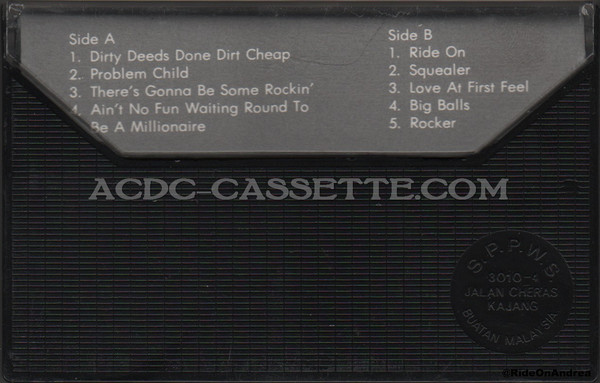 Side A
1. Dirty Deeds Done Dirt Cheap
2. Problem Child
3. There's Gonna Be Some Rockin'
4. Ain't No Fun Waiting Round To
Be A Millionaire
Side B
1. Ride On
2. Squealer
3. Love At First Feel
4. Big Balls
5. Rocker
ACDC-CASSETTE.COM
S.P.P.W.S
3010-4
JALAN CHERAS
KAJANG
BUATAN MALAYSIA
@RideOnAndrea